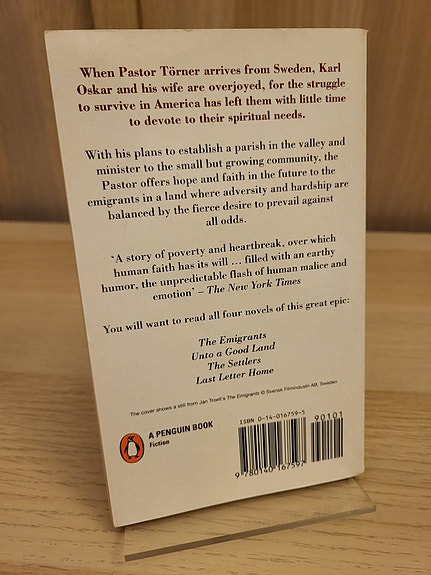 When Pastor Törner arrives from Sweden, Karl
Oskar and his wife are overjoyed, for the struggle
to survive in America has left them with little time
to devote to their spiritual needs.
With his plans to establish a parish in the valley and
minister to the small but growing community, the
Pastor offers hope and faith in the future to the
emigrants in a land where adversity and hardship are
balanced by the fierce desire to prevail against
all odds.
‘A story of poverty and heartbreak, over which
human faith has its will … filled with an earthy
humor, the unpredictable flash of human malice and
emotion’ – The New York Times
You will want to read all four novels of this great epic:
The Emigrants
Unto a Good Land
The Settlers
Last Letter Home
The cover shows a still from Jan Troell's The Emigrants © Svensk Filmindustri AB, Sweden
A PENGUIN BOOK
Fiction
ISBN 0-14-016759-5
90101
9 780140 167597